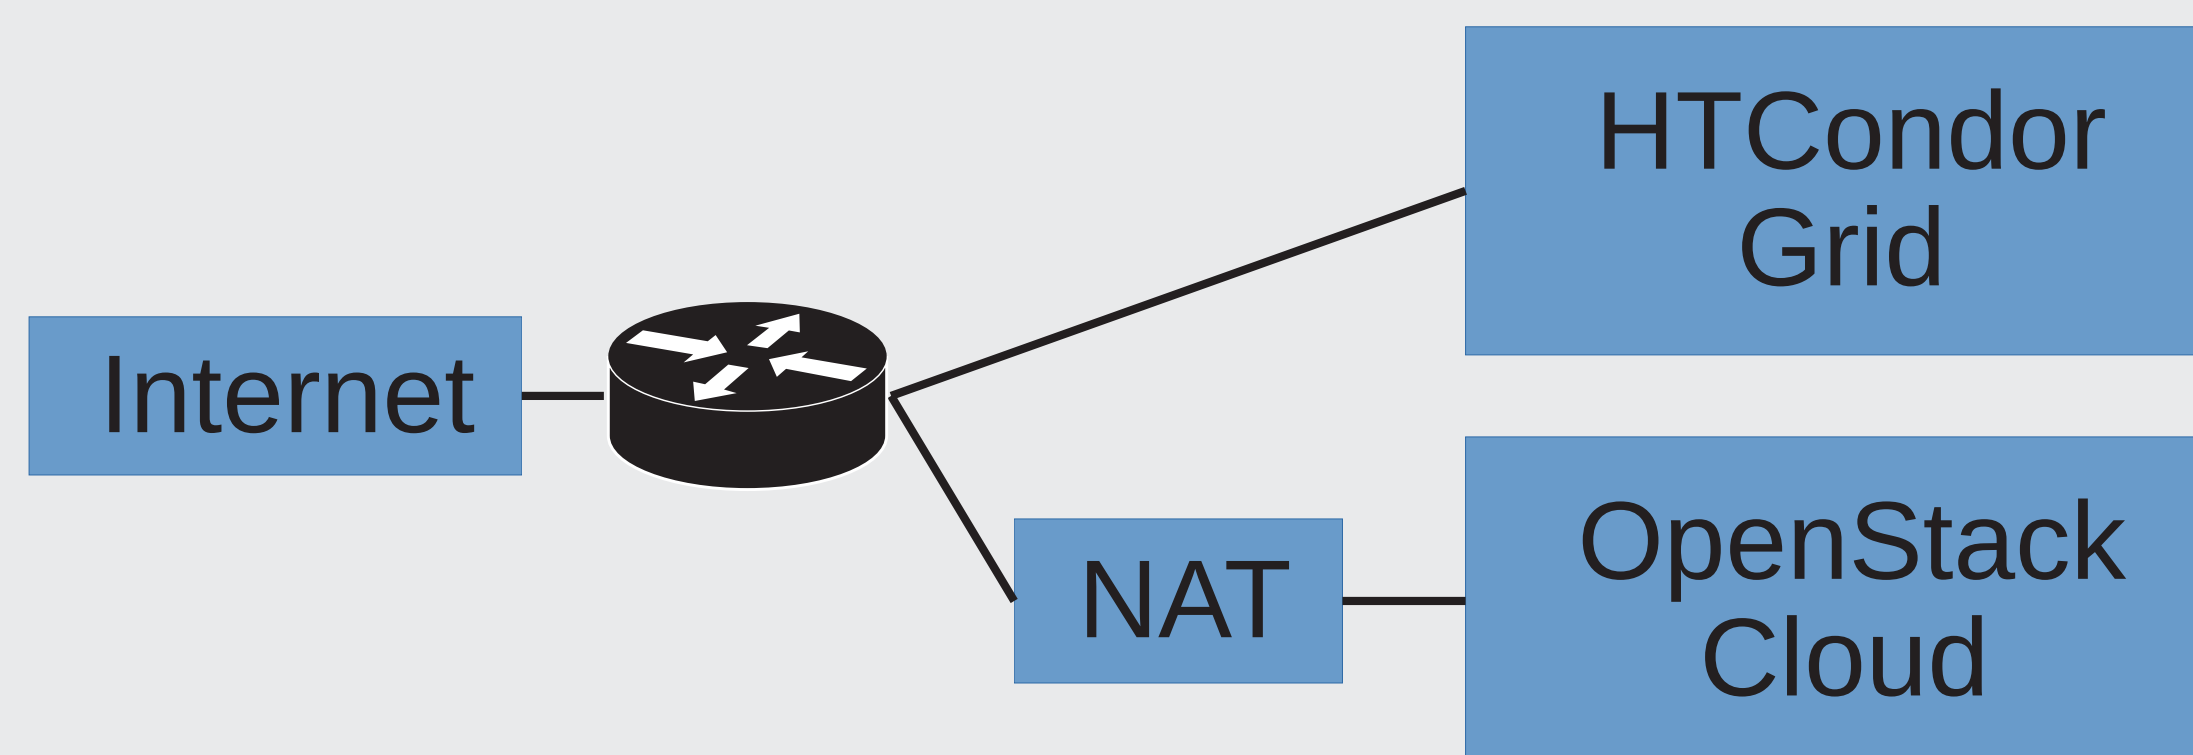 HTCondor
Grid
Internet
NAT
OpenStack
Cloud